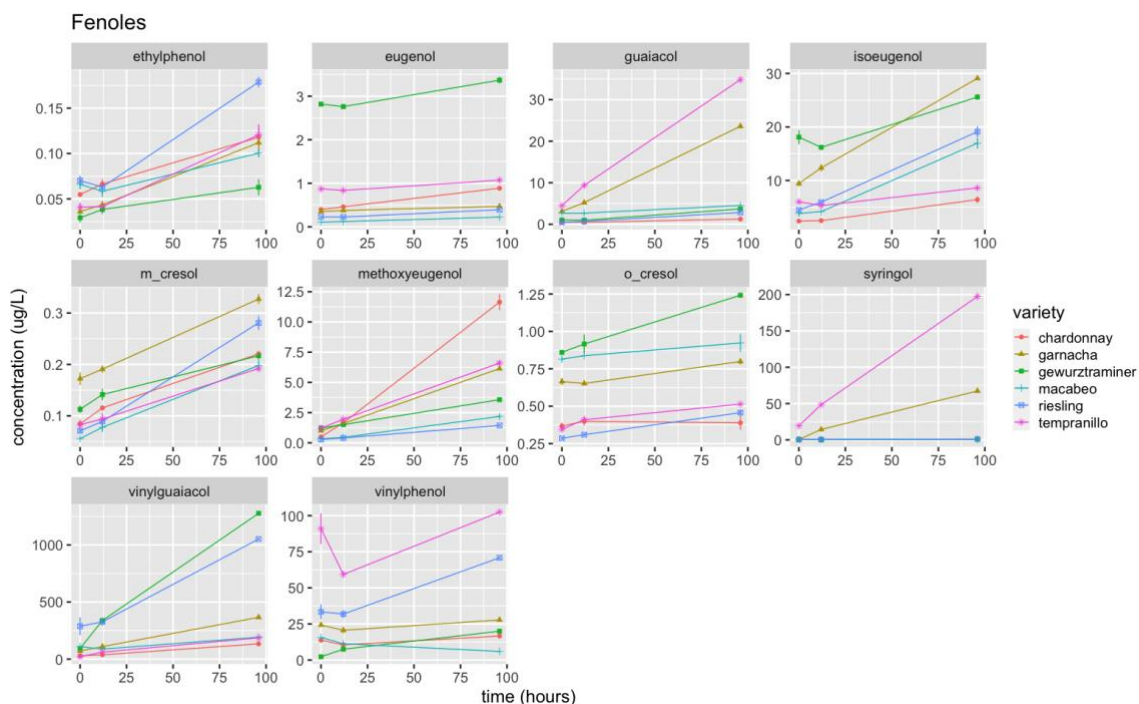 Fenoles
ethylphenol
0.15
0.10
0.05
0 25 50 75 100
eugenol
3
2
1
0
0 25 50 75 100
guaiacol
30
20
10
0
0 25 50 75 100
isoeugenol
30
20
10
0 25 50 75 100
m_cresol
0.3
0.2
0.1
0 25 50 75 100
methoxyeugenol
12.5
10.0
7.5
5.0
2.5
0.0
0 25 50 75 100
o_cresol
1.25
1.00
0.75
0.50
0.25
0 25 50 75 100
syringol
200
150
100
50
0
0 25 50 75 100
vinylguaiacol
1000
500
0
0 25 50 75 100
vinylphenol
100
75
50
25
0
0 25 50 75 100
concentration (ug/L)
time (hours)
variety
chardonnay
garnacha
gewurztraminer
macabeo
riesling
tempranillo